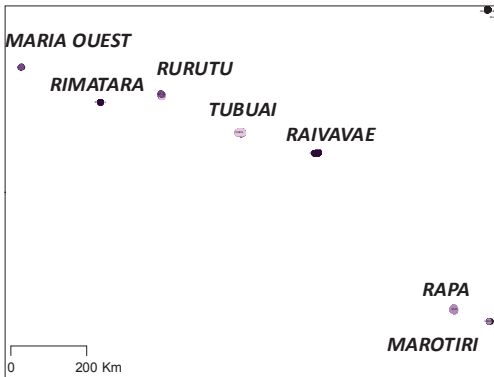 MARIA OUEST
RURUTU
RIMATARA
TUBUAI
RAIVAVAE
RAPA
MAROTIRI
0 200 Km